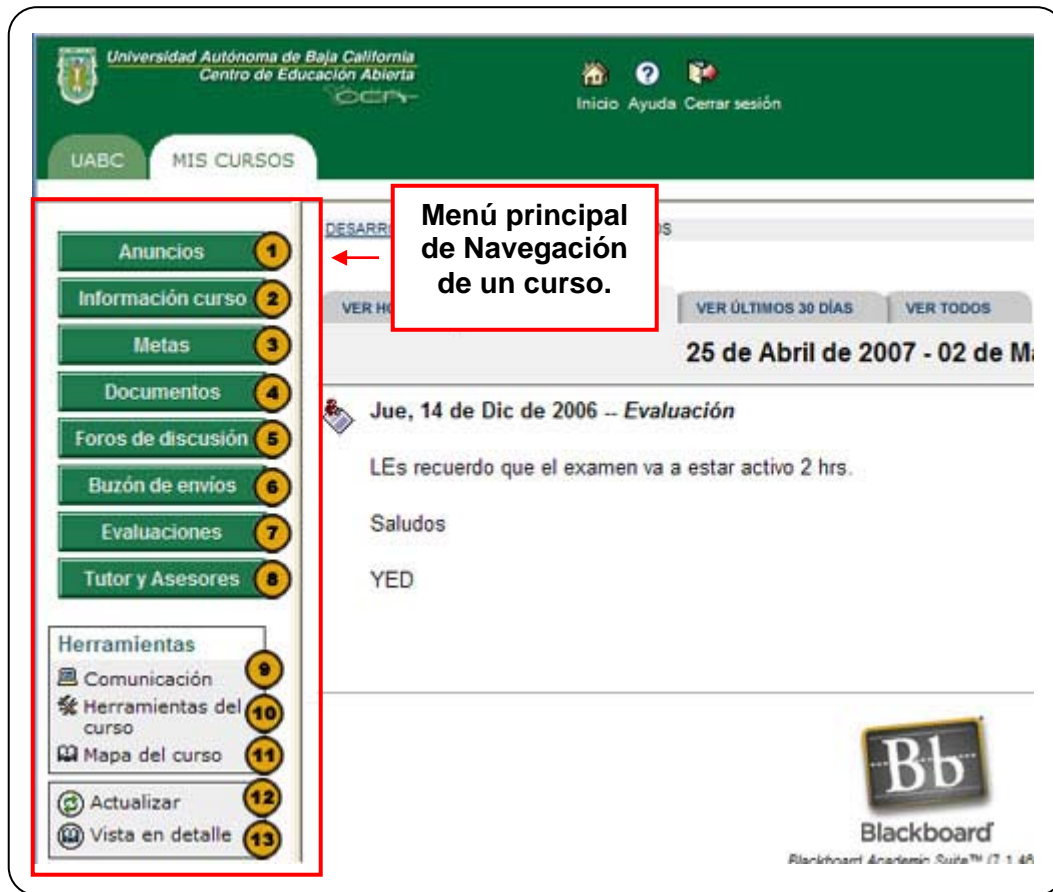 Universidad Autónoma de Baja California
Centro de Educación Abierta
Inicio Ayuda Cerrar sesión
UABC MIS CURSOS
Menú principal
de Navegación
de un curso.
Anuncios 1
Información curso 2
Metas 3
Documentos 4
Foros de discusión 5
Buzón de envíos 6
Evaluaciones 7
Tutor y Asesores 8
Herramientas
Comunicación 9
Herramientas del 10
curso
Mapa del curso 11
Actualizar 12
Vista en detalle 13
VER ÚLTIMOS 30 DÍAS VER TODOS
25 de Abril de 2007 - 02 de
Jue, 14 de Dic de 2006 -- Evaluación
LEs recuerdo que el examen va a estar activo 2 hrs.
Saludos
YED
Bb
Blackboard
Blackboard Academic Suite™